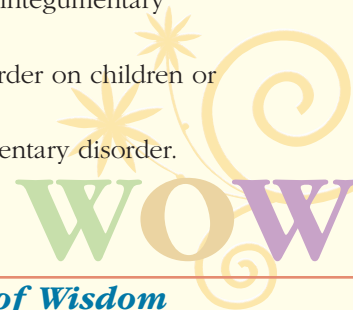 integumentary
rder on children or
entary disorder.
WOW
of Wisdom